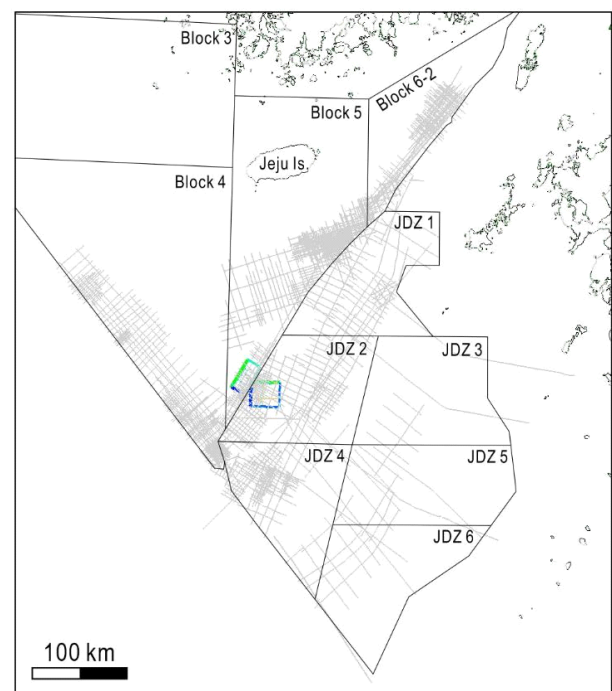 Block 3
Block 6-2
Block 5
Jeju Is.
Block 4
JDZ 1
JDZ 2
JDZ 3
JDZ 4
JDZ 5
JDZ 6
100 km